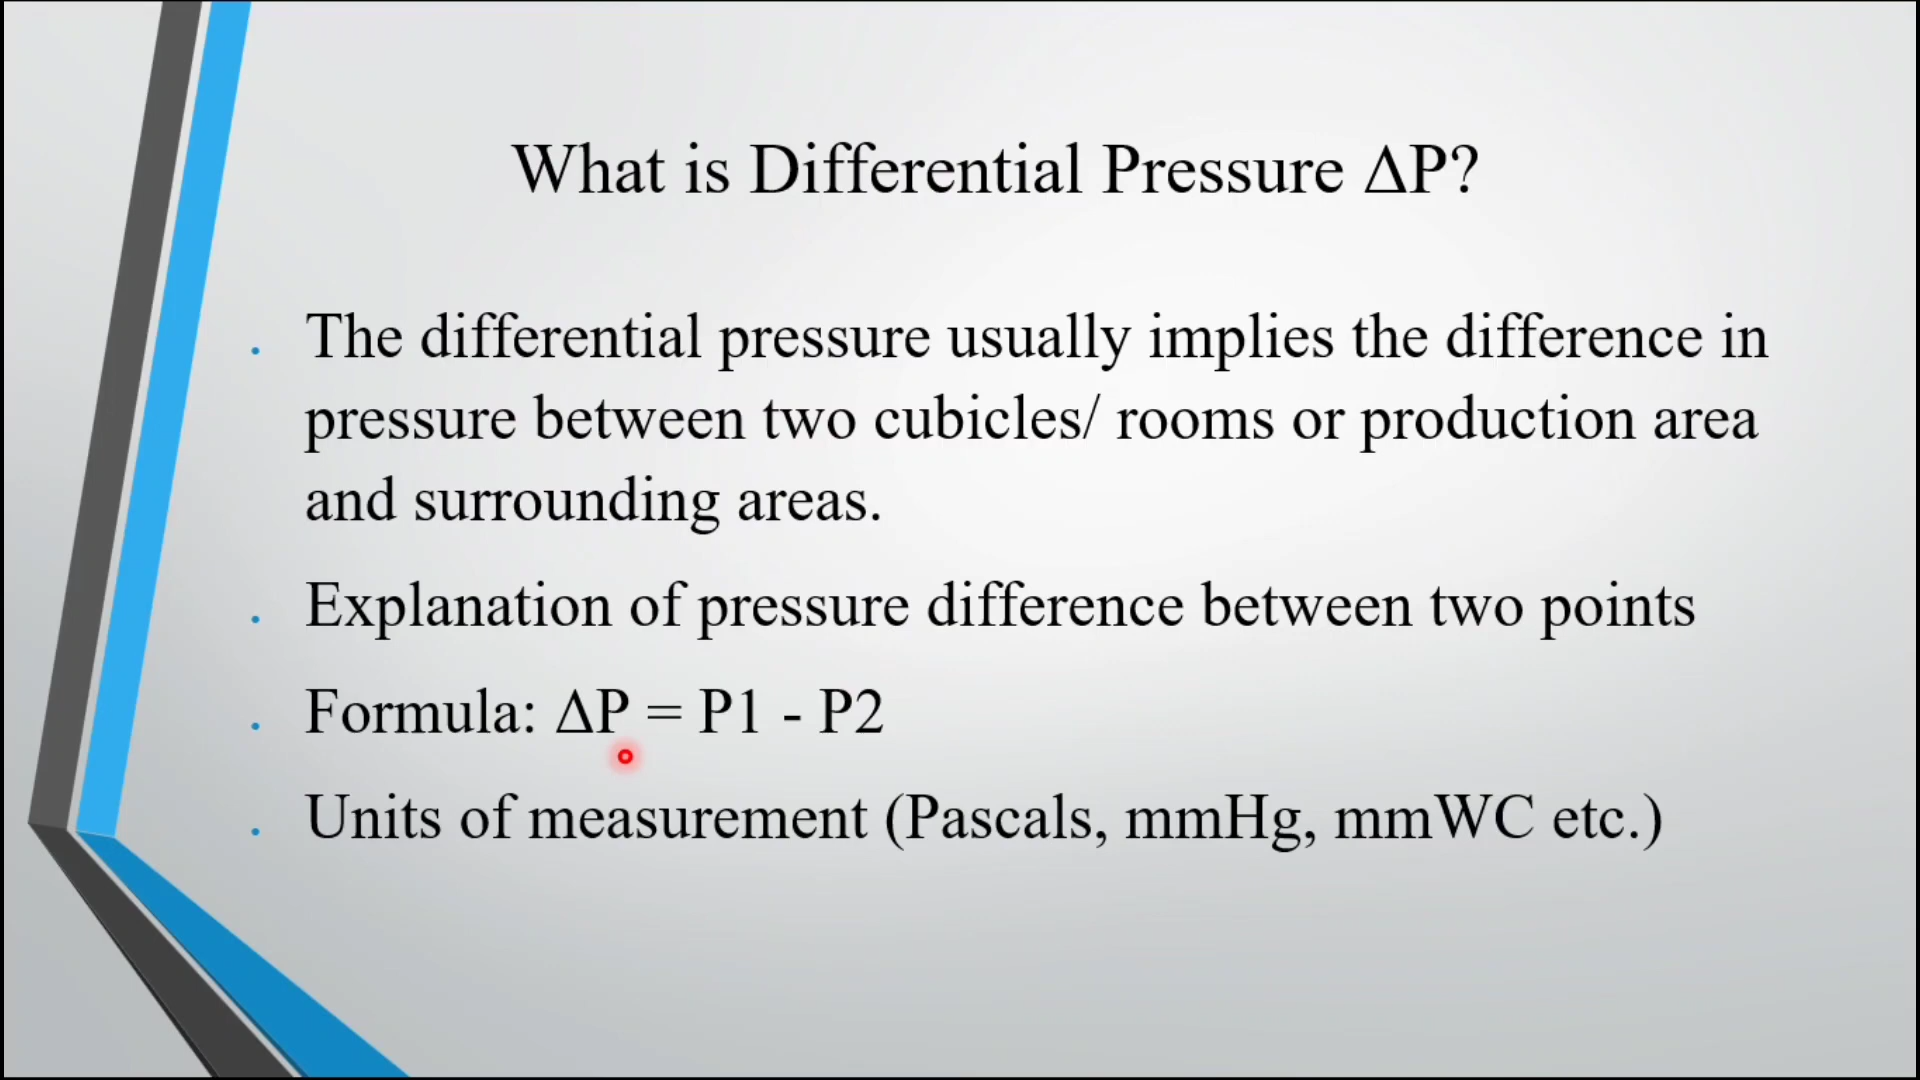 What is Differential Pressure ΔP?
. The differential pressure usually implies the difference in
pressure between two cubicles/ rooms or production area
and surrounding areas.
. Explanation of pressure difference between two points
. Formula: ΔP = P1 - P2
. Units of measurement (Pascals, mmHg, mmWC etc.)